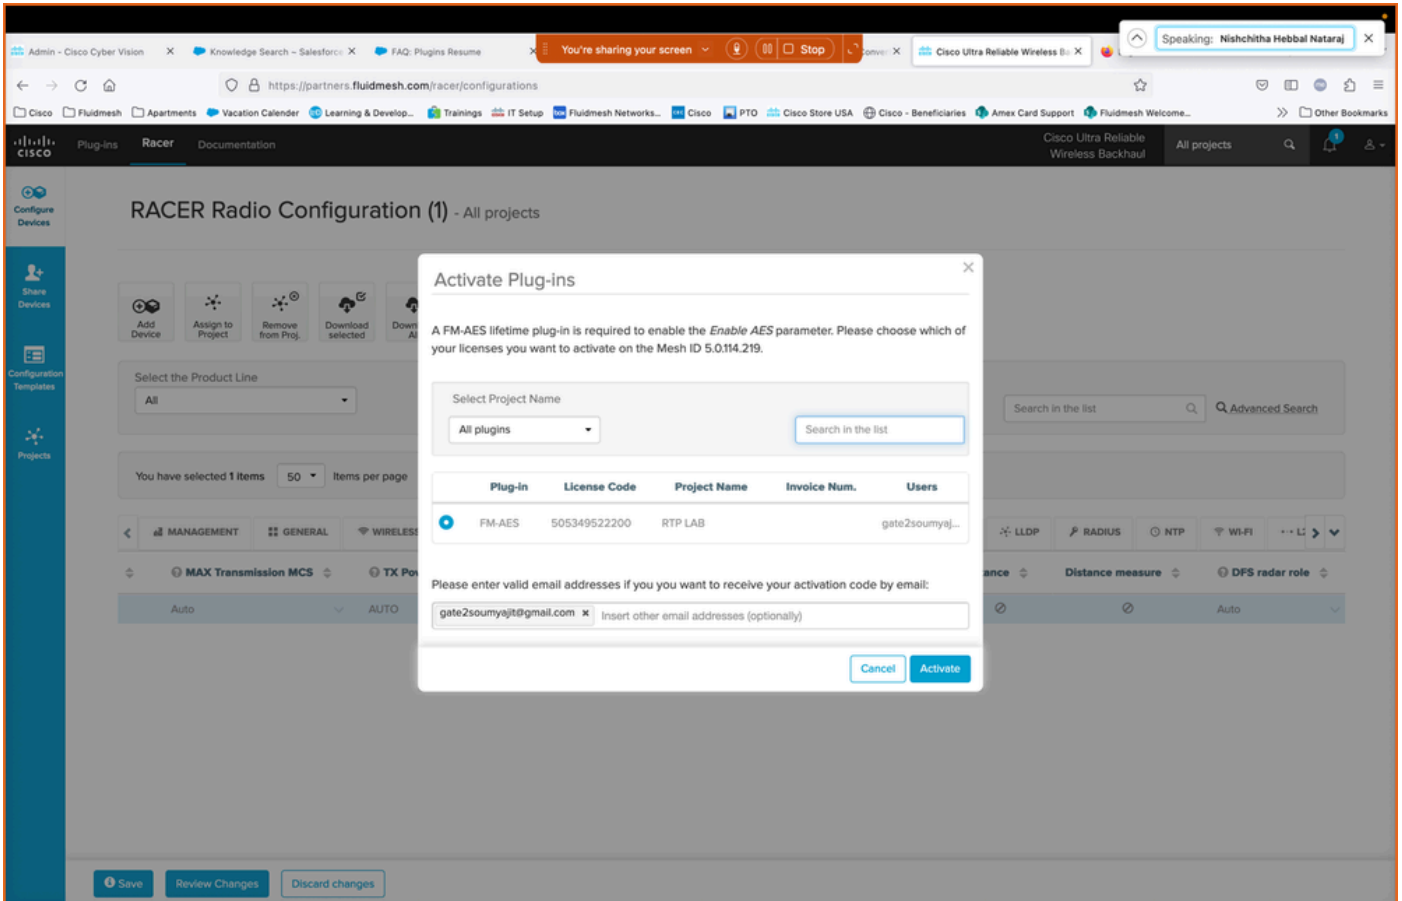 Speaking: Nishchitha Hebbal Nataraj
Admin - Cisco Cyber Vision
Knowledge Search – Salesforce
FAQ: Plugins Resume
You're sharing your screen
Stop
Cisco Ultra Reliable Wireless Ba
https://partners.fluidmesh.com/racer/configurations
Cisco
Fluidmesh
Apartments
Vacation Calender
Learning & Develop...
Trainings
IT Setup
Fluidmesh Networks...
Cisco
PTO
Cisco Store USA
Cisco - Beneficiaries
Amex Card Support
Fluidmesh Welcome...
Other Bookmarks
CISCO
Plug-ins
Racer
Documentation
Cisco Ultra Reliable
Wireless Backhaul
All projects
1
Configure
Devices
Share
Devices
Configuration
Templates
Projects
RACER Radio Configuration (1) - All projects
Add
Device
Assign to
Project
Remove
from Proj.
Download
selected
Select the Product Line
All
Search in the list
Advanced Search
You have selected 1 items
50
Items per page
MANAGEMENT
GENERAL
WIRELESS
LLDP
RADIUS
NTP
WI-FI
MAX Transmission MCS
TX Pow
ance
Distance measure
DFS radar role
Auto
AUTO
Auto
Activate Plug-ins
A FM-AES lifetime plug-in is required to enable the Enable AES parameter. Please choose which of
your licenses you want to activate on the Mesh ID 5.0.114.219.
Select Project Name
All plugins
Search in the list
Plug-in License Code Project Name Invoice Num. Users
FM-AES 505349522200 RTP LAB gate2soumyaj...
Please enter valid email addresses if you you want to receive your activation code by email:
gate2soumyajit@gmail.com × Insert other email addresses (optionally)
Cancel
Activate
Save
Review Changes
Discard changes